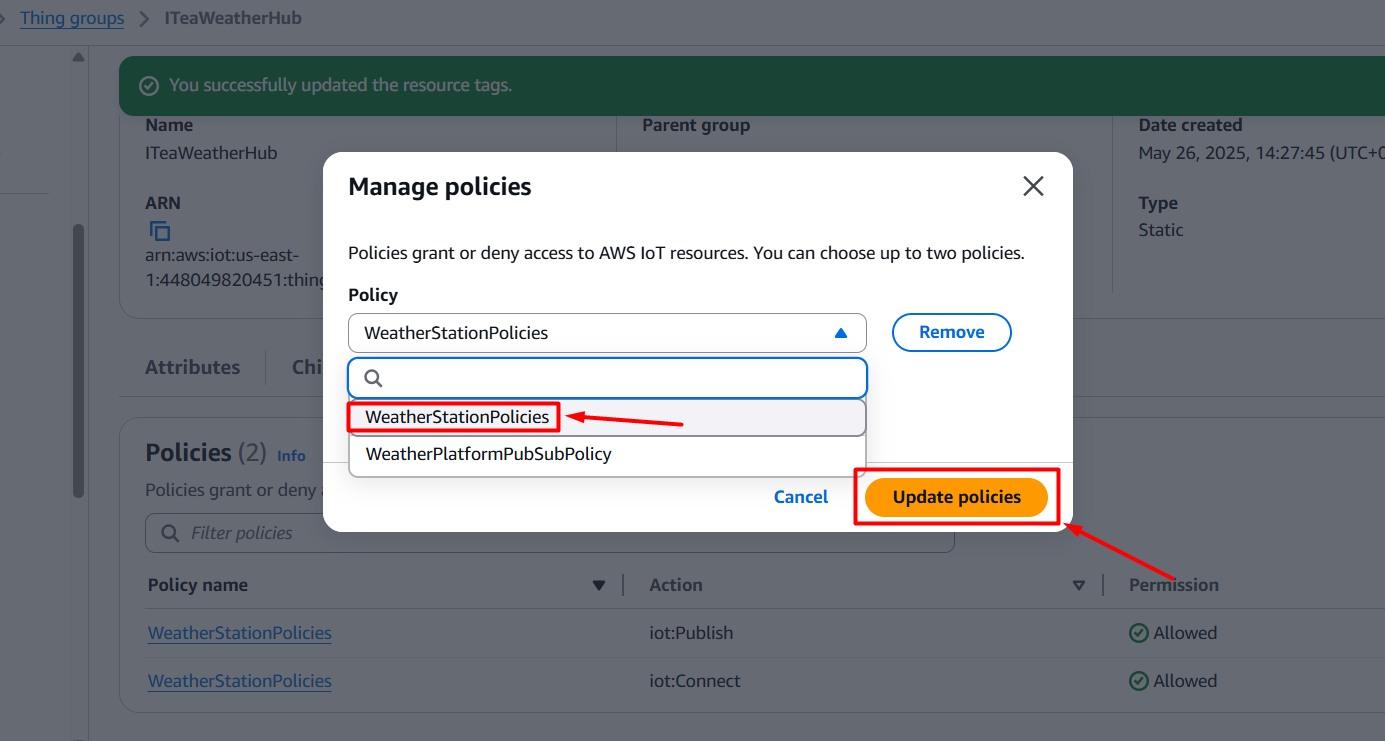 Thing groups > ITeaWeatherHub
You successfully updated the resource tags.
Name
ITeaWeatherHub
Parent group
Date created
May 26, 2025, 14:27:45 (UTC+0
ARN
arn:aws:iot:us-east-
1:448049820451:thing
Type
Static
Manage policies
Policies grant or deny access to AWS IoT resources. You can choose up to two policies.
Policy
WeatherStationPolicies
Remove
WeatherStationPolicies
WeatherPlatformPubSubPolicy
Cancel
Update policies
Attributes
Chi
Policies (2) Info
Policies grant or deny
Filter policies
Policy name
Action
Permission
WeatherStationPolicies
iot:Publish
Allowed
WeatherStationPolicies
iot:Connect
Allowed